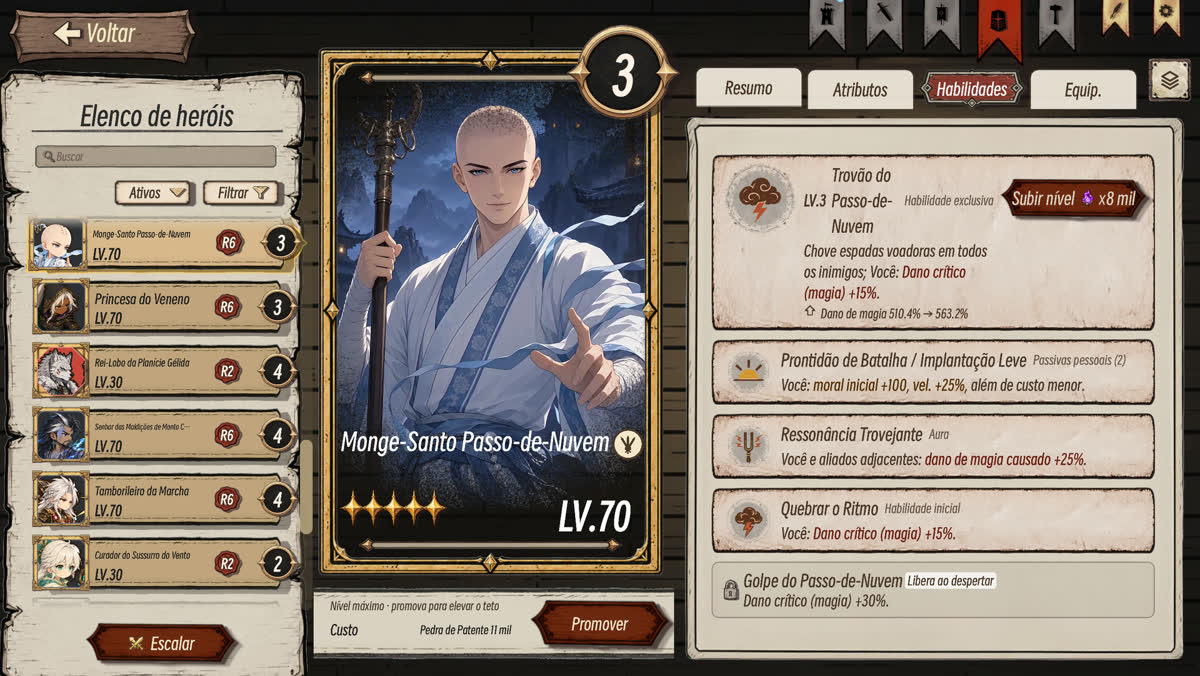 Voltar
Elenco de heróis
Buscar
Ativos
Filtrar
Monge-Santo Passo-de-Nuvem
LV.70
R6
3
Princesa do Veneno
LV.70
R6
3
Rei-Lobo da Planície Gélida
LV.30
R2
4
Senhor das Maldições de Monto C...
LV.70
R6
4
Tamborileiro da Marcha
LV.70
R6
4
Curador do Sussurro do Vento
LV.30
R2
2
Escalar
3
Monge-Santo Passo-de-Nuvem
LV.70
Nível máximo · promova para elevar o teto
Custo
Pedra de Patente 11 mil
Promover
Resumo
Atributos
Habilidades
Equip.
LV.3
Trovão do
Passo-de-
Nuvem
Habilidade exclusiva
Subir nível x8 mil
Chove espadas voadoras em todos
os inimigos; Você: Dano crítico
(magia) +15%.
Dano de magia 510.4% → 563.2%
Prontidão de Batalha / Implantação Leve Passivas pessoais (2)
Você: moral inicial +100, vel. +25%, além de custo menor.
Ressonância Trovejante Aura
Você e aliados adjacentes: dano de magia causado +25%.
Quebrar o Ritmo Habilidade inicial
Você: Dano crítico (magia) +15%.
Golpe do Passo-de-Nuvem Libera ao despertar
Dano crítico (magia) +30%.